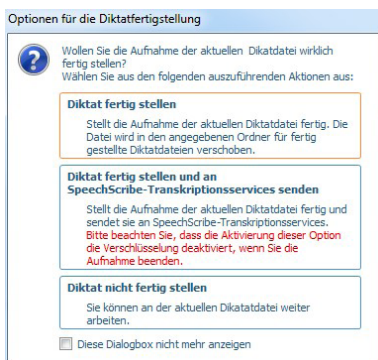 Optionen für die Diktatfertigstellung
Wollen Sie die Aufnahme der aktuellen Dikatdatei wirklich
fertig stellen?
Wählen Sie aus den folgenden auszuführenden Aktionen aus:
Diktat fertig stellen
Stellt die Aufnahme der aktuellen Diktatdatei fertig. Die
Datei wird in den angegebenen Ordner für fertig
gestellte Diktatdateien verschoben.
Diktat fertig stellen und an
SpeechScribe-Transkriptionsservices senden
Stellt die Aufnahme der aktuellen Diktatdatei fertig und
sendet sie an SpeechScribe-Transkriptionsservices.
Bitte beachten Sie, dass die Aktivierung dieser Option
die Verschlüsselung deaktiviert, wenn Sie die
Aufnahme beenden.
Diktat nicht fertig stellen
Sie können an der aktuellen Dikatatdatei weiter
arbeiten.
Diese Dialogbox nicht mehr anzeigen